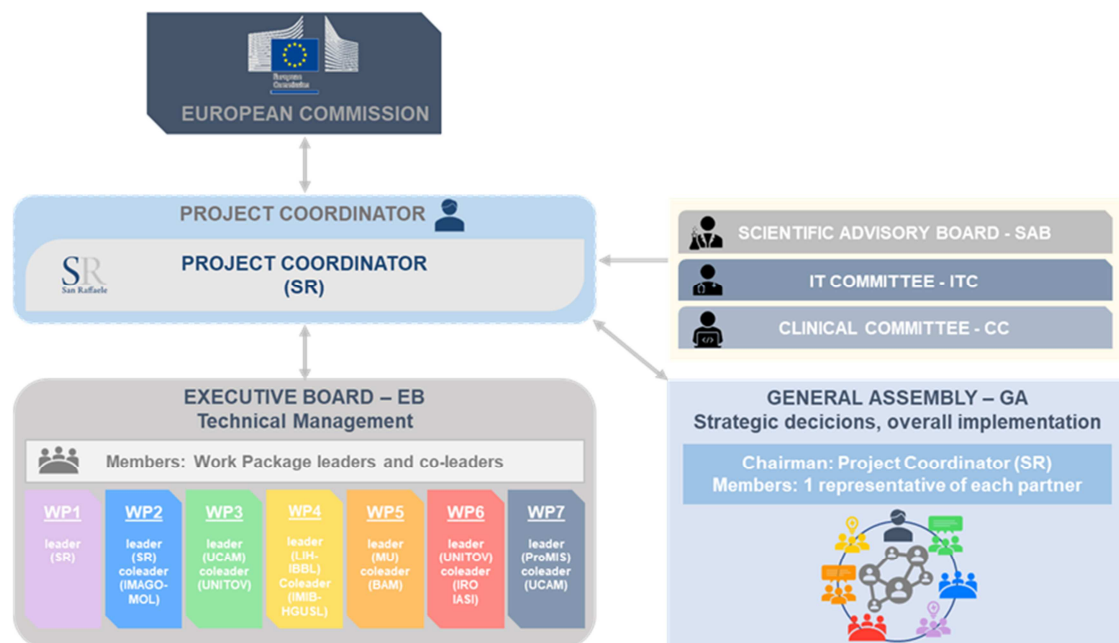 European
Commission
EUROPEAN COMMISSION
PROJECT COORDINATOR
SR
San Raffaele
PROJECT COORDINATOR
(SR)
SCIENTIFIC ADVISORY BOARD - SAB
IT COMMITTEE - ITC
CLINICAL COMMITTEE - CC
EXECUTIVE BOARD – EB
Technical Management
Members: Work Package leaders and co-leaders
WP1
leader
(SR)
WP2
leader
(SR)
coleader
(IMAGO-
MOL)
WP3
leader
(UCAM)
coleader
(UNITOV)
WP4
leader
(LIH-
IBBL)
Coleader
(IMIB-
HGUSL)
WP5
leader
(MU)
coleader
(BAM)
WP6
leader
(UNITOV)
coleader
(IRO
IASI)
WP7
leader
(ProMIS)
coleader
(UCAM)
GENERAL ASSEMBLY – GA
Strategic decicions, overall implementation
Chairman: Project Coordinator (SR)
Members: 1 representative of each partner